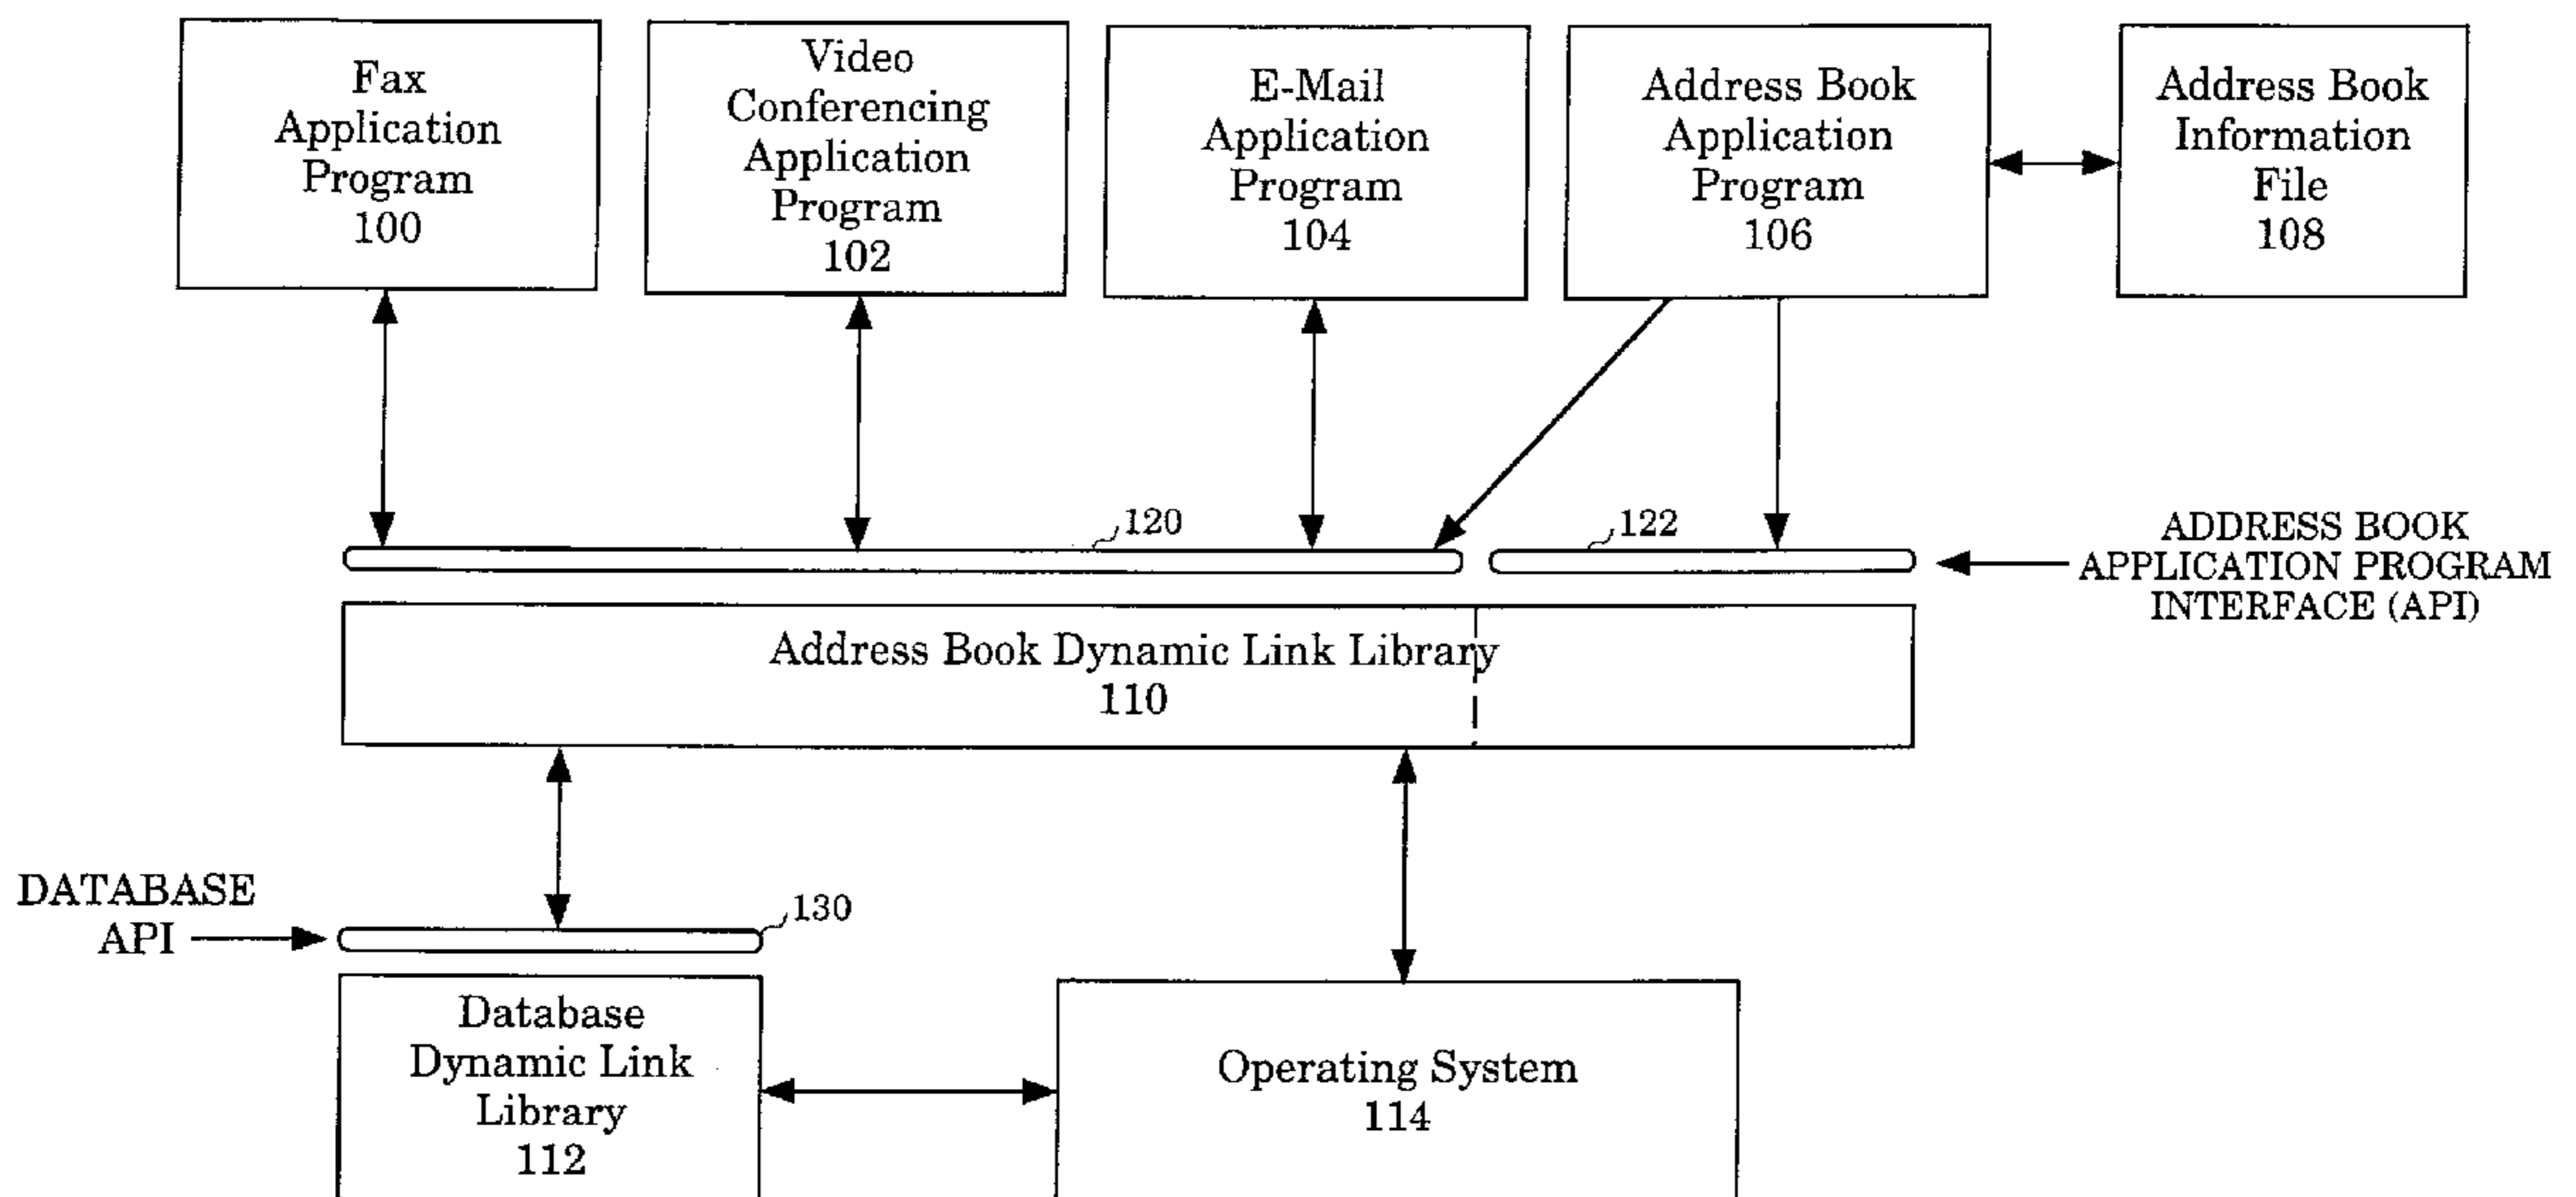 Fax
Application
Program
100
Video
Conferencing
Application
Program
102
E-Mail
Application
Program
104
Address Book
Application
Program
106
Address Book
Information
File
108
120
122
ADDRESS BOOK
APPLICATION PROGRAM
INTERFACE (API)
Address Book Dynamic Link Library
110
DATABASE
API
130
Database
Dynamic Link
Library
112
Operating System
114